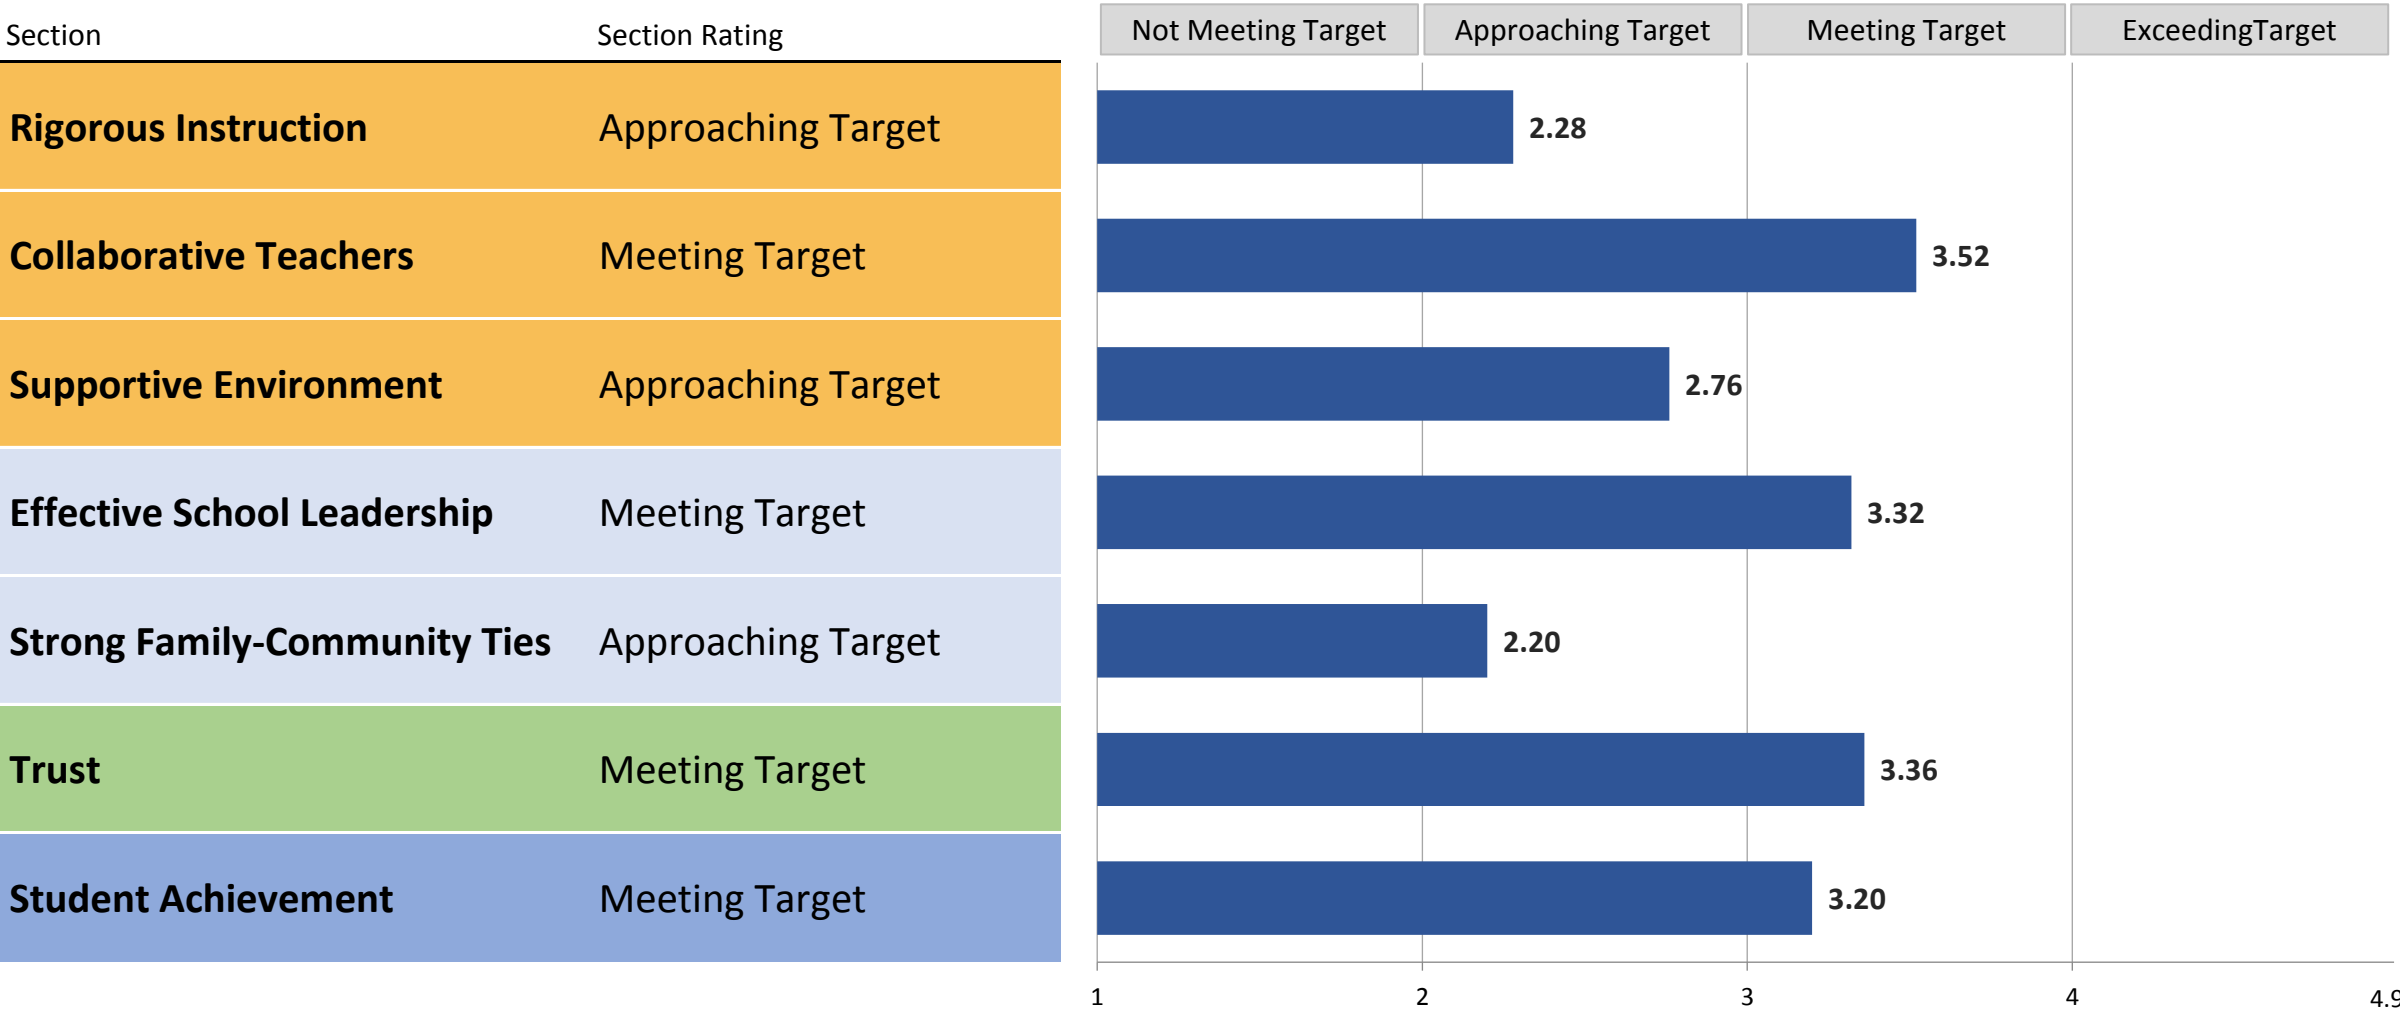 Section Section Rating Not Meeting Target Approaching Target Meeting Target ExceedingTarget
Rigorous Instruction Approaching Target 2.28
Collaborative Teachers Meeting Target 3.52
Supportive Environment Approaching Target 2.76
Effective School Leadership Meeting Target 3.32
Strong Family-Community Ties Approaching Target 2.20
Trust Meeting Target 3.36
Student Achievement Meeting Target 3.20
1 2 3 4 4.9